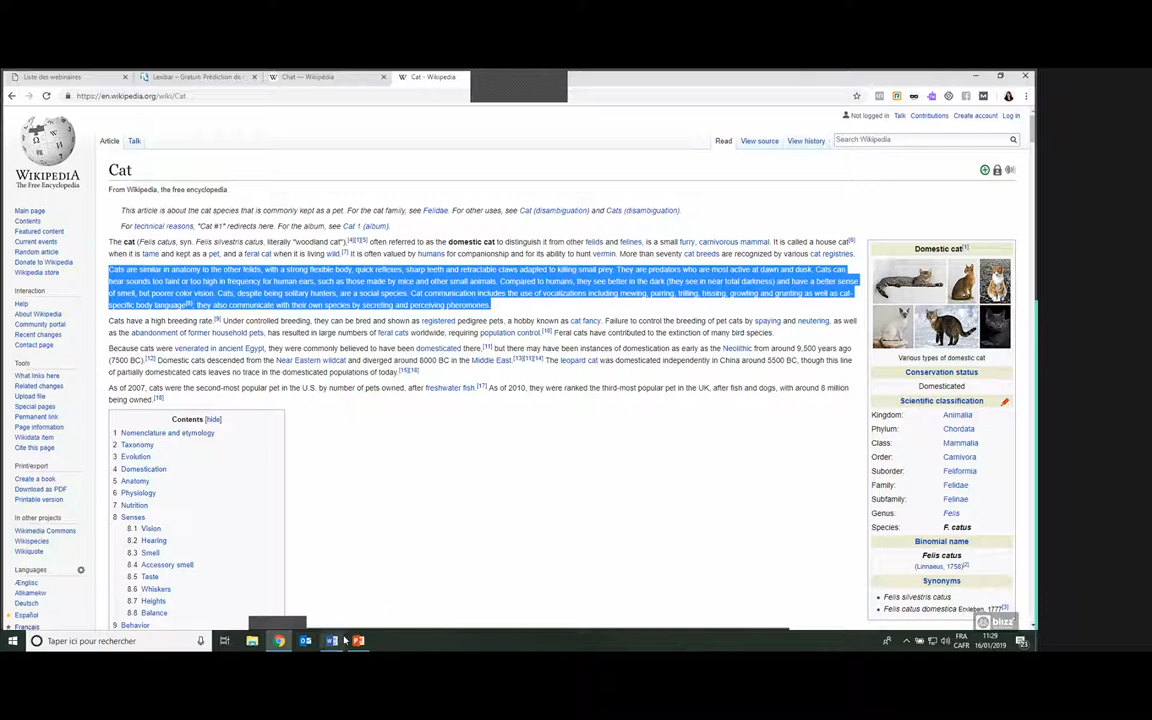 Liste des webinaires
Lexibar – Gratuit: Prédiction de
Chat — Wikipédia
Cat - Wikipedia
https://en.wikipedia.org/wiki/Cat
Not logged in Talk Contributions Create account Log in
Article Talk
Read View source View history
Search Wikipedia
WIKIPEDIA
The Free Encyclopedia
Cat
From Wikipedia, the free encyclopedia
This article is about the cat species that is commonly kept as a pet. For the cat family, see Felidae. For other uses, see Cat (disambiguation) and Cats (disambiguation).
For technical reasons, "Cat #1" redirects here. For the album, see Cat 1 (album).
The cat (Felis catus, syn. Felis silvestris catus, literally "woodland cat"),[4][1][5] often referred to as the domestic cat to distinguish it from other felids and felines, is a small furry, carnivorous mammal. It is called a house cat[6]
when it is tame and kept as a pet, and a feral cat when it is living wild.[7] It is often valued by humans for companionship and for its ability to hunt vermin. More than seventy cat breeds are recognized by various cat registries.
Cats are similar in anatomy to the other felids, with a strong flexible body, quick reflexes, sharp teeth and retractable claws adapted to killing small prey. They are predators who are most active at dawn and dusk. Cats can
hear sounds too faint or too high in frequency for human ears, such as those made by mice and other small animals. Compared to humans, they see better in the dark (they see in near total darkness) and have a better sense
of smell, but poorer color vision. Cats, despite being solitary hunters, are a social species. Cat communication includes the use of vocalizations including mewing, purring, trilling, hissing, growling and grunting as well as cat-
specific body language[8], they also communicate with their own species by secreting and perceiving pheromones.
Cats have a high breeding rate.[9] Under controlled breeding, they can be bred and shown as registered pedigree pets, a hobby known as cat fancy. Failure to control the breeding of pet cats by spaying and neutering, as well
as the abandonment of former household pets, has resulted in large numbers of feral cats worldwide, requiring population control.[10] Feral cats have contributed to the extinction of many bird species.
Because cats were venerated in ancient Egypt, they were commonly believed to have been domesticated there,[11] but there may have been instances of domestication as early as the Neolithic from around 9,500 years ago
(7500 BC).[12] Domestic cats descended from the Near Eastern wildcat and diverged around 8000 BC in the Middle East.[13][11][14] The leopard cat was domesticated independently in China around 5500 BC, though this line
of partially domesticated cats leaves no trace in the domesticated populations of today.[15][16]
As of 2007, cats were the second-most popular pet in the U.S. by number of pets owned, after freshwater fish.[17] As of 2010, they were ranked the third-most popular pet in the UK, after fish and dogs, with around 8 million
being owned.[18]
Contents [hide]
1 Nomenclature and etymology
2 Taxonomy
3 Evolution
4 Domestication
5 Anatomy
6 Physiology
7 Nutrition
8 Senses
8.1 Vision
8.2 Hearing
8.3 Smell
8.4 Accessory smell
8.5 Taste
8.6 Whiskers
8.7 Heights
8.8 Balance
9 Behavior
Main page
Contents
Featured content
Current events
Random article
Donate to Wikipedia
Wikipedia store
Interaction
Help
About Wikipedia
Community portal
Recent changes
Contact page
Tools
What links here
Related changes
Upload file
Special pages
Permanent link
Page information
Wikidata item
Cite this page
Print/export
Create a book
Download as PDF
Printable version
In other projects
Wikimedia Commons
Wikispecies
Wikiquote
Languages
Ænglisc
Atikamekw
Deutsch
Español
Français
Domestic cat[1]
Various types of domestic cat
Conservation status
Domesticated
Scientific classification
Kingdom: Animalia
Phylum: Chordata
Class: Mammalia
Order: Carnivora
Suborder: Feliformia
Family: Felidae
Subfamily: Felinae
Genus: Felis
Species: F. catus
Binomial name
Felis catus
(Linnaeus, 1758)[2]
Synonyms
Felis silvestris catus
Felis catus domestica Erxleben, 1777[3]
blizz
Taper ici pour rechercher
FRA
CAFR
11:29
16/01/2019
23